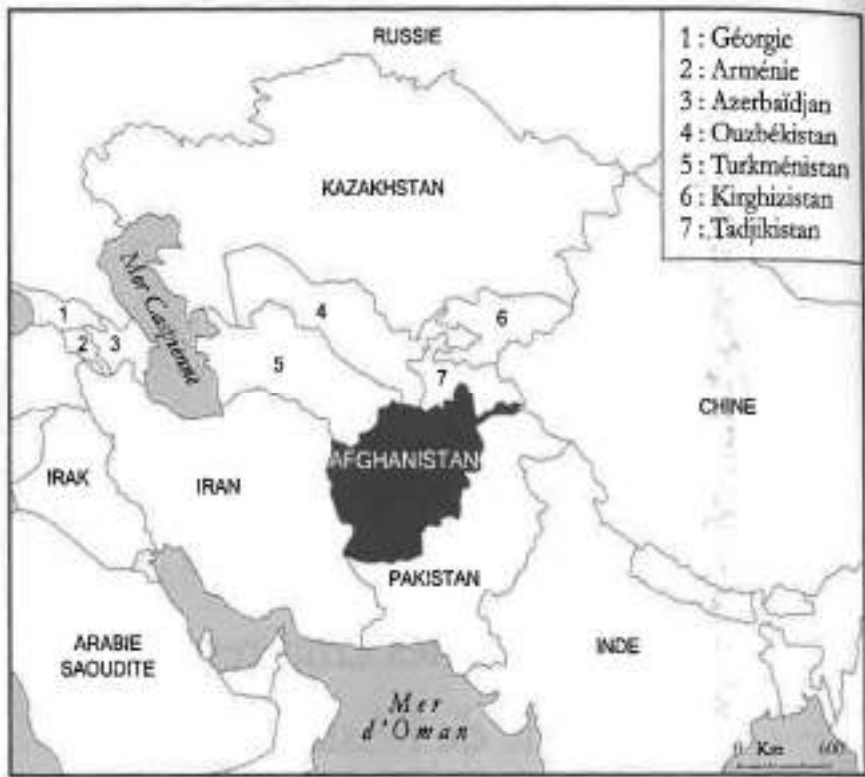 RUSSIE
1 : Géorgie
2 : Arménie
3 : Azerbaïdjan
4 : Ouzbékistan
5 : Turkménistan
6 : Kirghizistan
7 : Tadjikistan
KAZAKHSTAN
Mer Caspienne
1
2
3
4
5
6
7
CHINE
AFGHANISTAN
IRAK
IRAN
PAKISTAN
ARABIE
SAOUDITE
INDE
Mer
d'Oman
0 Km 600